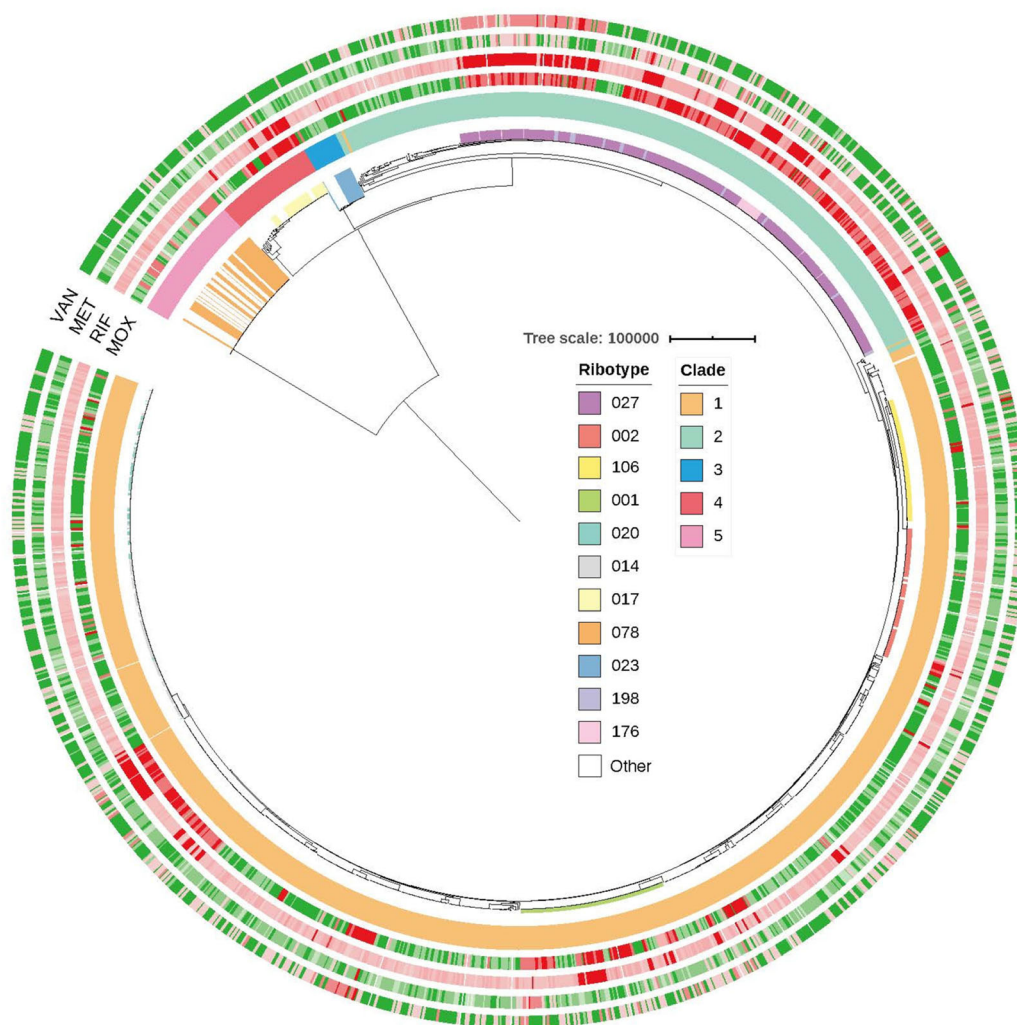 VAN
MET
RIF
MOX
Tree scale: 100000
Ribotype
027
002
106
001
020
014
017
078
023
198
176
Other
Clade
1
2
3
4
5